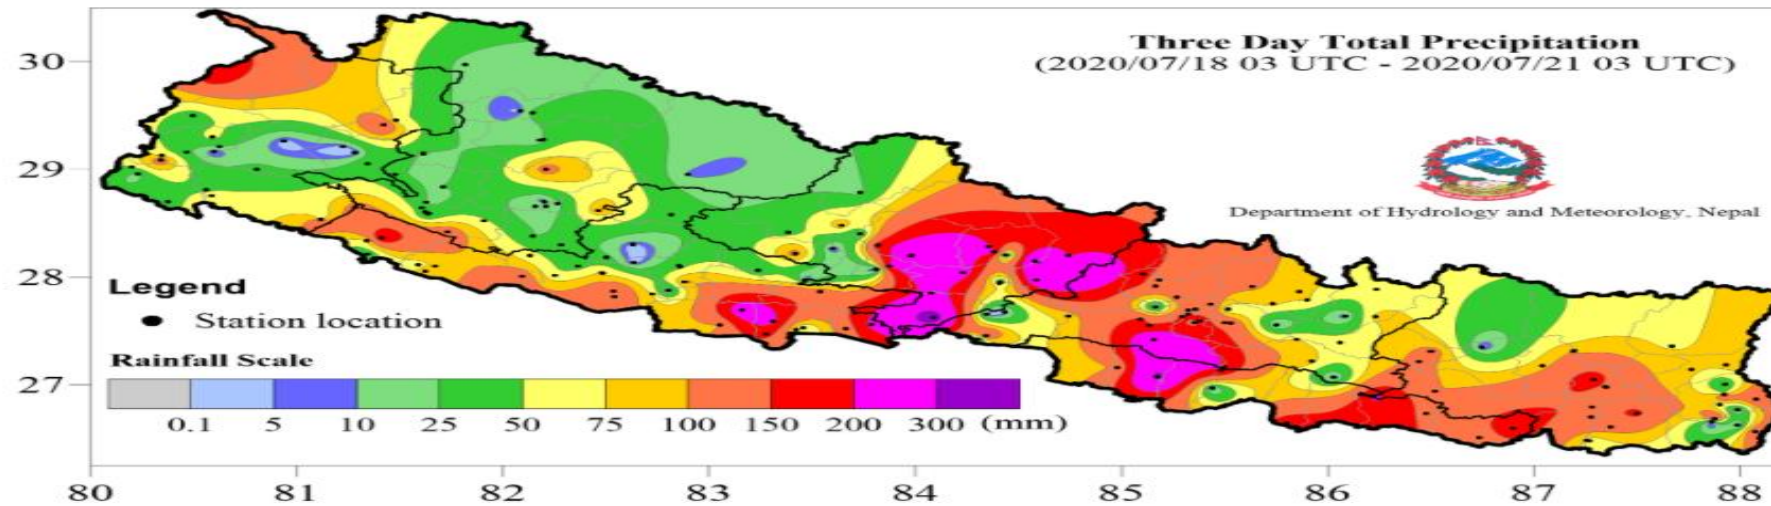 Three Day Total Precipitation
(2020/07/18 03 UTC - 2020/07/21 03 UTC)
Department of Hydrology and Meteorology, Nepal
30
29
28
27
Legend
Station location
Rainfall Scale
0.1 5 10 25 50 75 100 150 200 300 (mm)
80 81 82 83 84 85 86 87 88